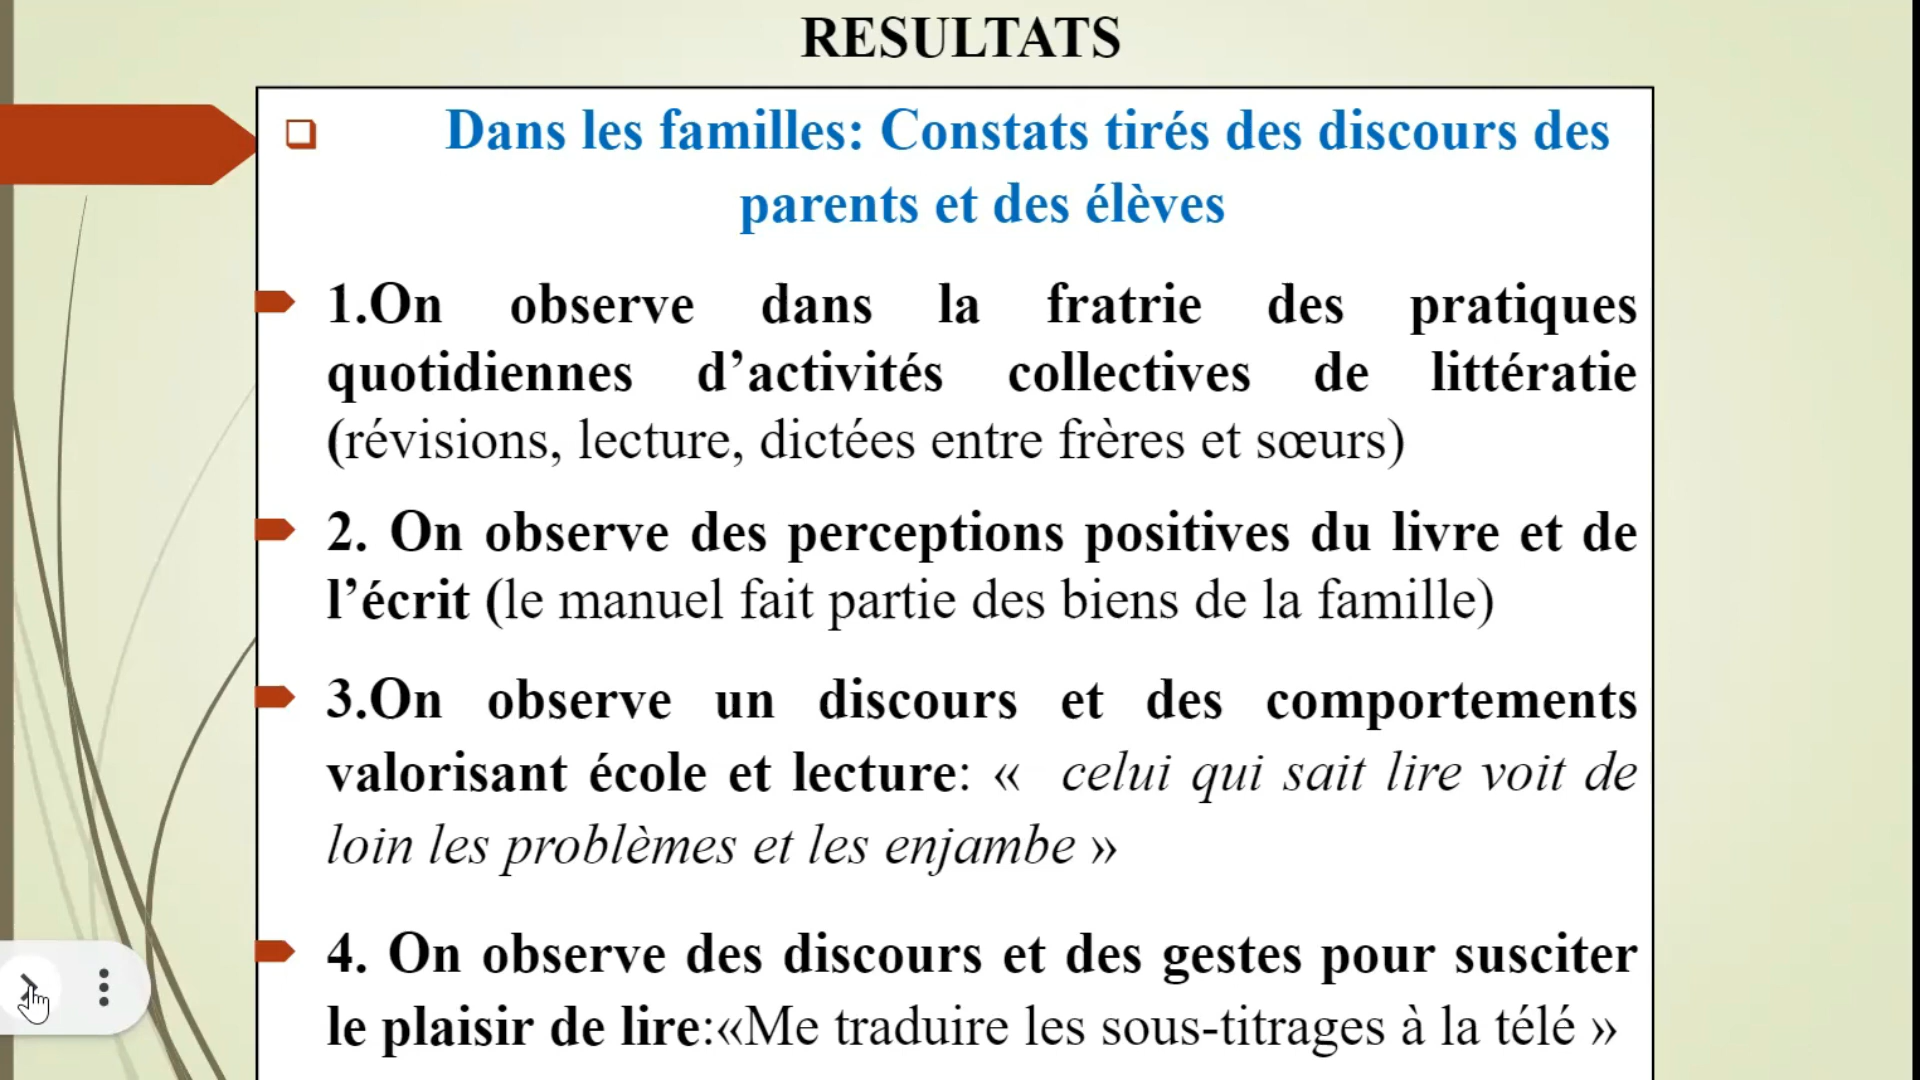 RESULTATS
Dans les familles: Constats tirés des discours des
parents et des élèves
1.On observe dans la fratrie des pratiques
quotidiennes d’activités collectives de littératie
(révisions, lecture, dictées entre frères et sœurs)
2. On observe des perceptions positives du livre et de
l’écrit (le manuel fait partie des biens de la famille)
3.On observe un discours et des comportements
valorisant école et lecture: « celui qui sait lire voit de
loin les problèmes et les enjambe »
4. On observe des discours et des gestes pour susciter
le plaisir de lire:«Me traduire les sous-titrages à la télé »